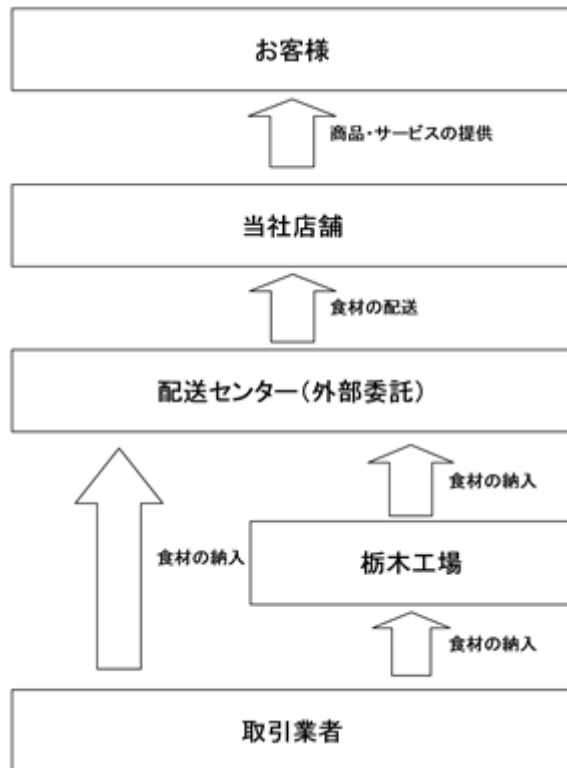 お客様
商品・サービスの提供
当社店舗
食材の配送
配送センター(外部委託)
食材の納入
栃木工場
食材の納入
食材の納入
取引業者